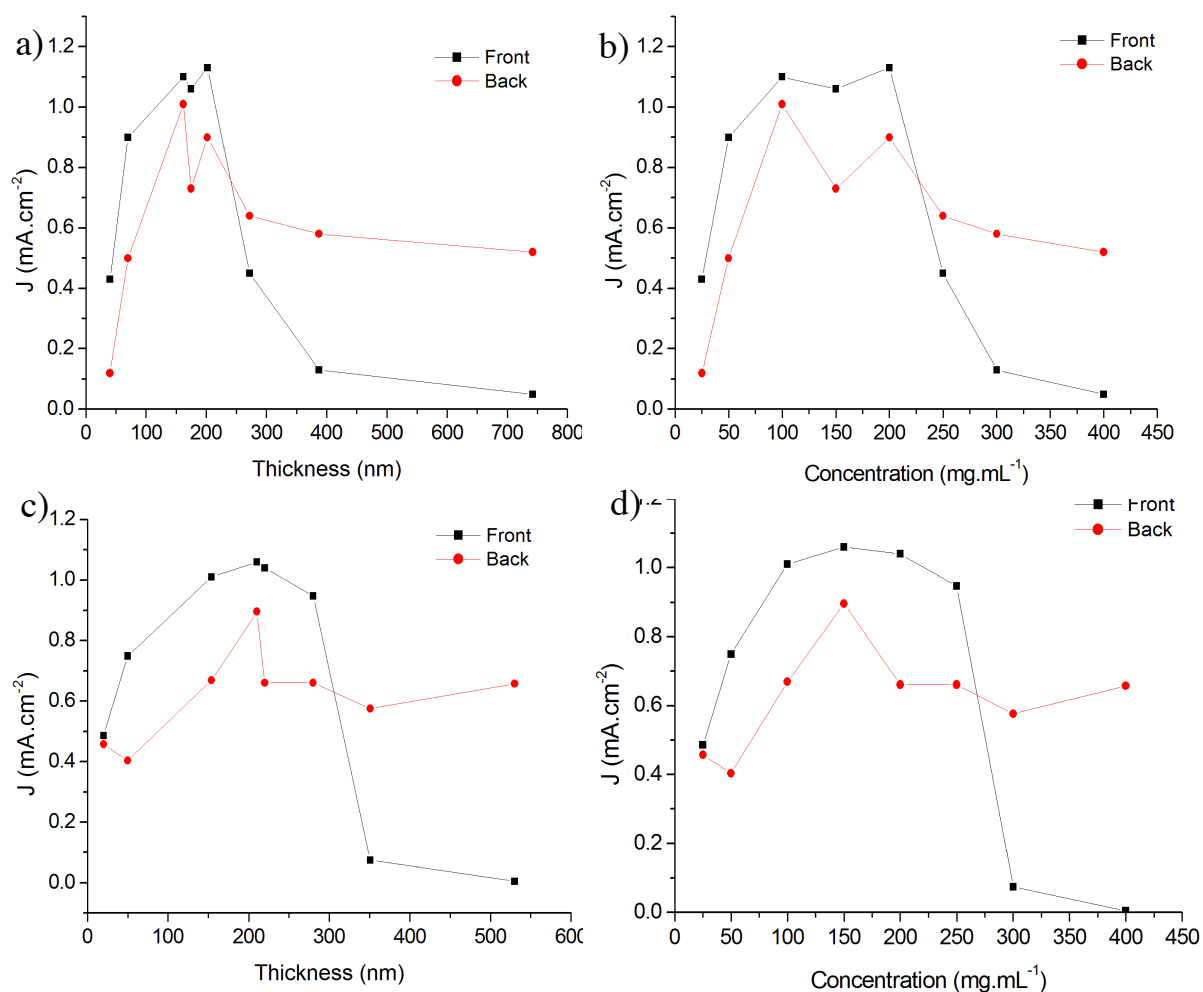 a)
Front
Back
1.2
1.0
0.8
0.6
0.4
0.2
0.0
J (mA.cm⁻²)
0 100 200 300 400 500 600 700 800
Thickness (nm)
b)
Front
Back
1.2
1.0
0.8
0.6
0.4
0.2
0.0
J (mA.cm⁻²)
0 50 100 150 200 250 300 350 400 450
Concentration (mg.mL⁻¹)
c)
Front
Back
1.2
1.0
0.8
0.6
0.4
0.2
0.0
J (mA.cm⁻²)
0 100 200 300 400 500 600
Thickness (nm)
d)
Front
Back
1.2
1.0
0.8
0.6
0.4
0.2
0.0
J (mA.cm⁻²)
0 50 100 150 200 250 300 350 400 450
Concentration (mg.mL⁻¹)